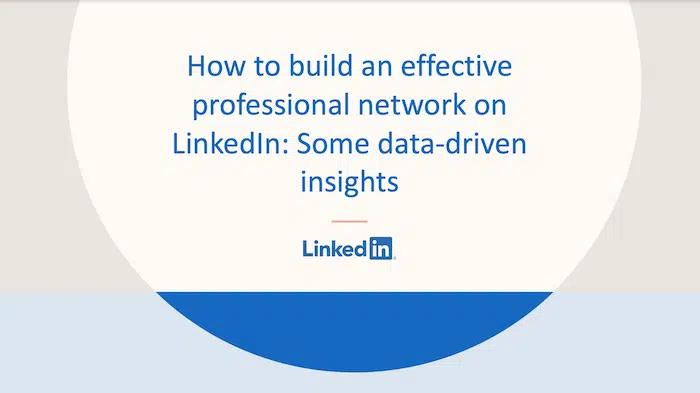 How to build an effective
professional network on
LinkedIn: Some data-driven
insights
LinkedIn